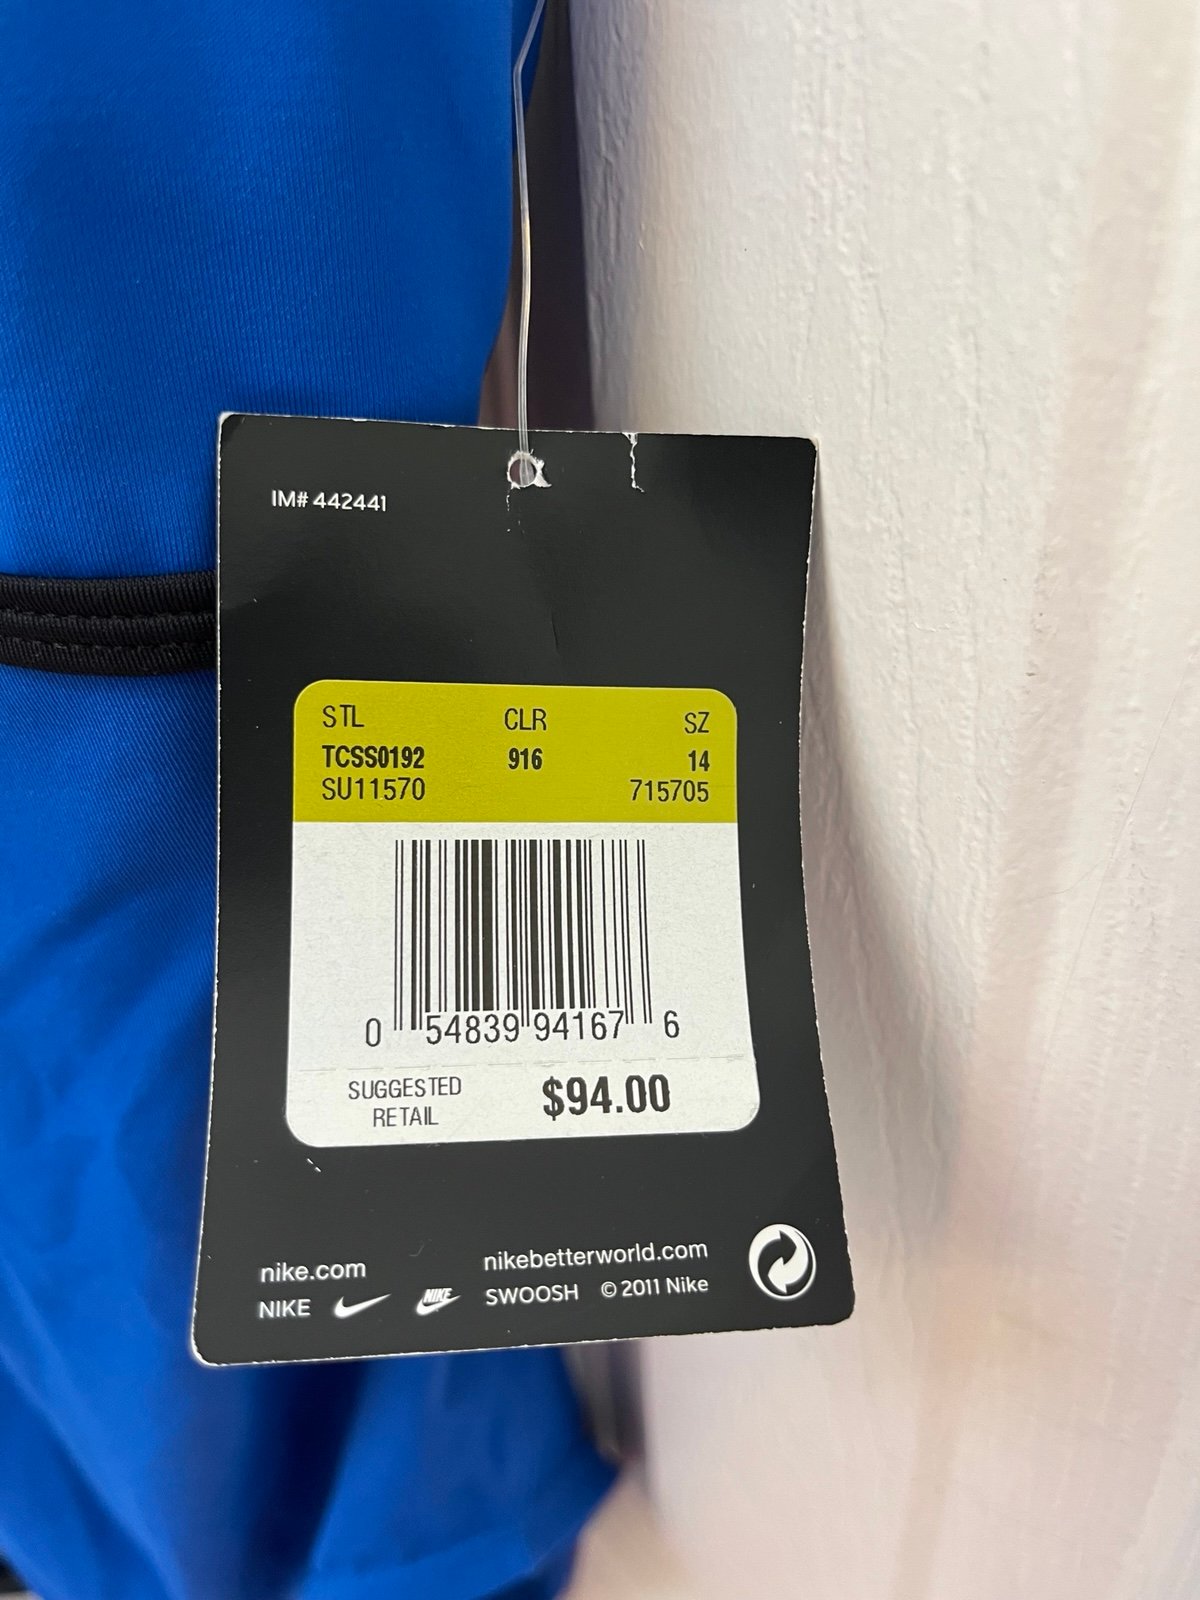 IM# 442441
STL CLR SZ
TCSS0192 916 14
SU11570 715705
0 54839 94167 6
SUGGESTED RETAIL $94.00
nike.com nikebetterworld.com
NIKE NIKE SWOOSH © 2011 Nike